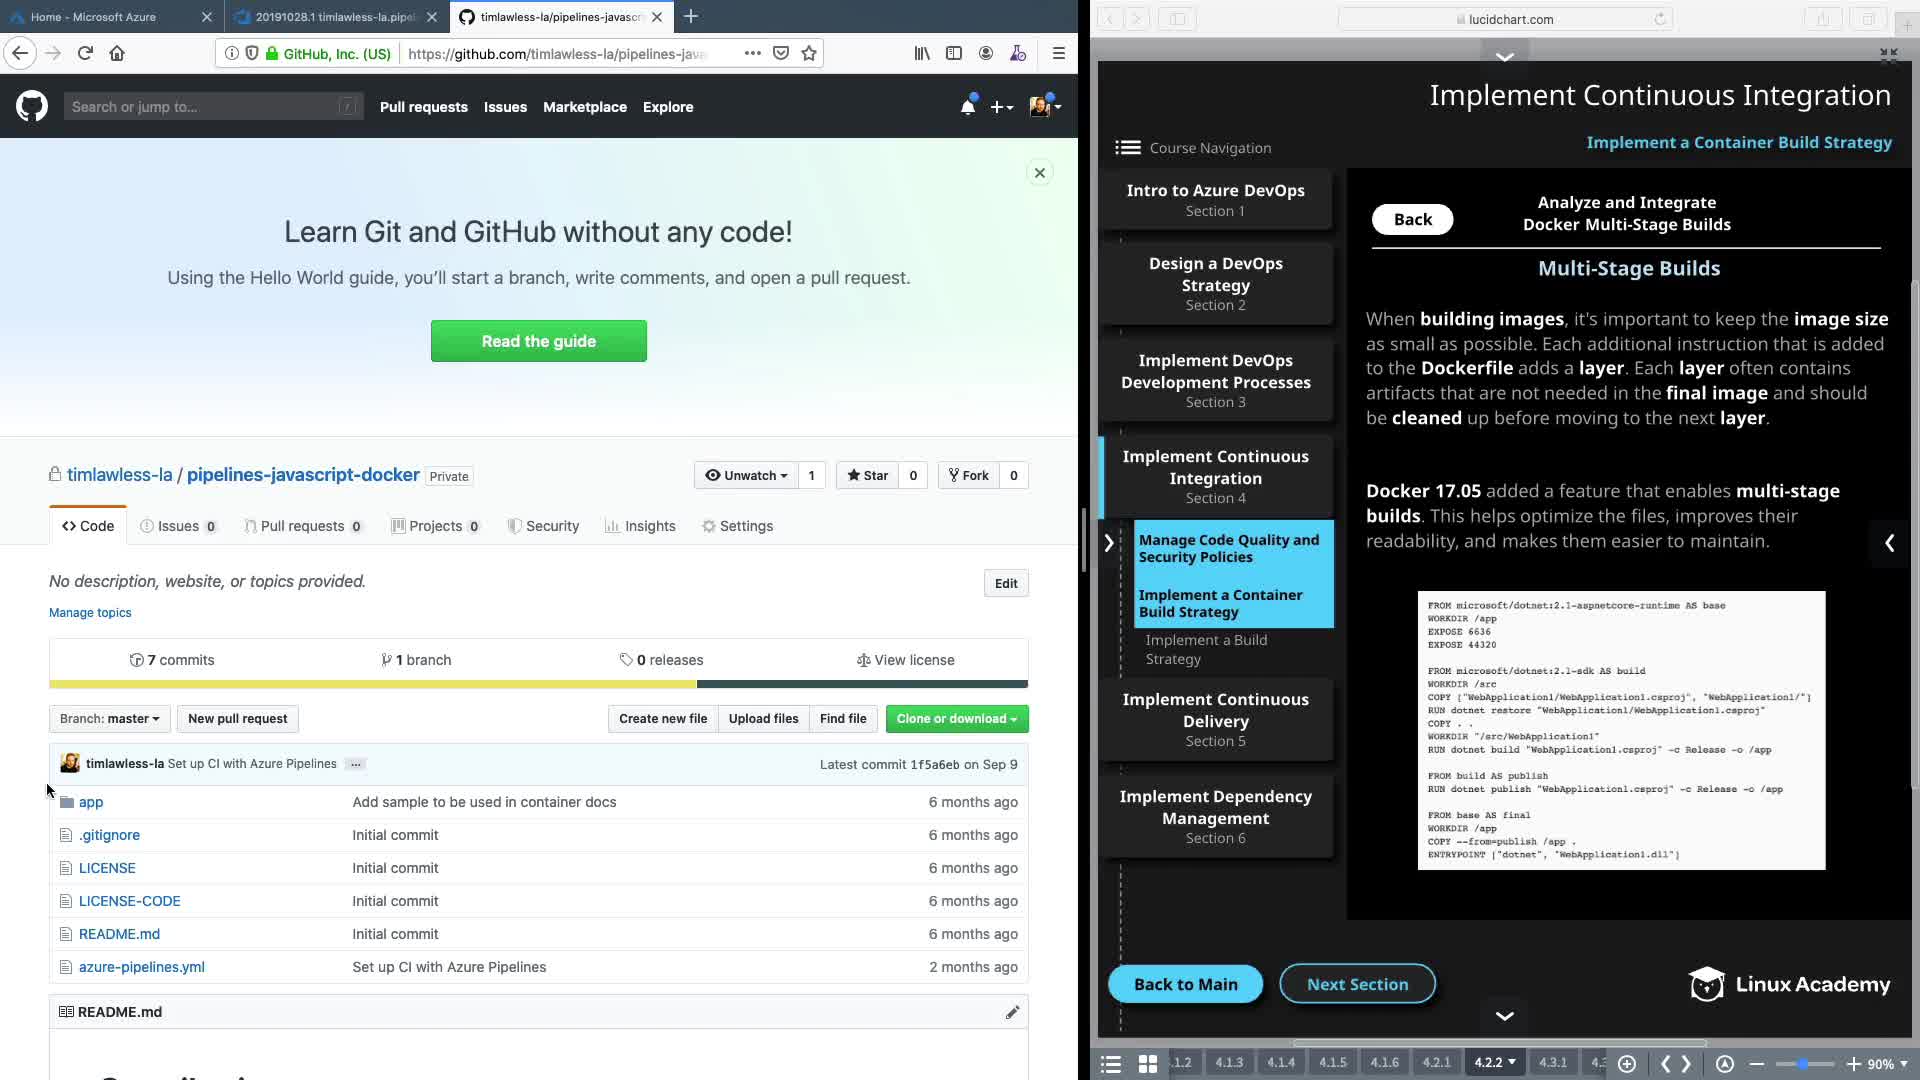 Home - Microsoft Azure
20191028.1 timlawless-la.pipel
timlawless-la/pipelines-javascr
GitHub, Inc. (US)
https://github.com/timlawless-la/pipelines-java
Search or jump to...
/
Pull requests
Issues
Marketplace
Explore
Learn Git and GitHub without any code!
Using the Hello World guide, you’ll start a branch, write comments, and open a pull request.
Read the guide
timlawless-la / pipelines-javascript-docker Private
Unwatch 1
Star 0
Fork 0
Code
Issues 0
Pull requests 0
Projects 0
Security
Insights
Settings
No description, website, or topics provided.
Edit
Manage topics
7 commits
1 branch
0 releases
View license
Branch: master
New pull request
Create new file
Upload files
Find file
Clone or download
timlawless-la Set up CI with Azure Pipelines ...
Latest commit 1f5a6eb on Sep 9
app Add sample to be used in container docs 6 months ago
.gitignore Initial commit 6 months ago
LICENSE Initial commit 6 months ago
LICENSE-CODE Initial commit 6 months ago
README.md Initial commit 6 months ago
azure-pipelines.yml Set up CI with Azure Pipelines 2 months ago
README.md
lucidchart.com
Implement Continuous Integration
Course Navigation
Implement a Container Build Strategy
Intro to Azure DevOps
Section 1
Design a DevOps
Strategy
Section 2
Implement DevOps
Development Processes
Section 3
Implement Continuous
Integration
Section 4
Manage Code Quality and
Security Policies
Implement a Container
Build Strategy
Implement a Build
Strategy
Implement Continuous
Delivery
Section 5
Implement Dependency
Management
Section 6
Back
Analyze and Integrate
Docker Multi-Stage Builds
Multi-Stage Builds
When building images, it's important to keep the image size
as small as possible. Each additional instruction that is added
to the Dockerfile adds a layer. Each layer often contains
artifacts that are not needed in the final image and should
be cleaned up before moving to the next layer.
Docker 17.05 added a feature that enables multi-stage
builds. This helps optimize the files, improves their
readability, and makes them easier to maintain.
FROM microsoft/dotnet:2.1-aspnetcore-runtime AS base
WORKDIR /app
EXPOSE 6636
EXPOSE 44320
FROM microsoft/dotnet:2.1-sdk AS build
WORKDIR /src
COPY ["WebApplication1/WebApplication1.csproj", "WebApplication1/"]
RUN dotnet restore "WebApplication1/WebApplication1.csproj"
COPY . .
WORKDIR "/src/WebApplication1"
RUN dotnet build "WebApplication1.csproj" -c Release -o /app
FROM build AS publish
RUN dotnet publish "WebApplication1.csproj" -c Release -o /app
FROM base AS final
WORKDIR /app
COPY --from=publish /app .
ENTRYPOINT ["dotnet", "WebApplication1.dll"]
Back to Main
Next Section
Linux Academy
.1.2
4.1.3
4.1.4
4.1.5
4.1.6
4.2.1
4.2.2
4.3.1
90%